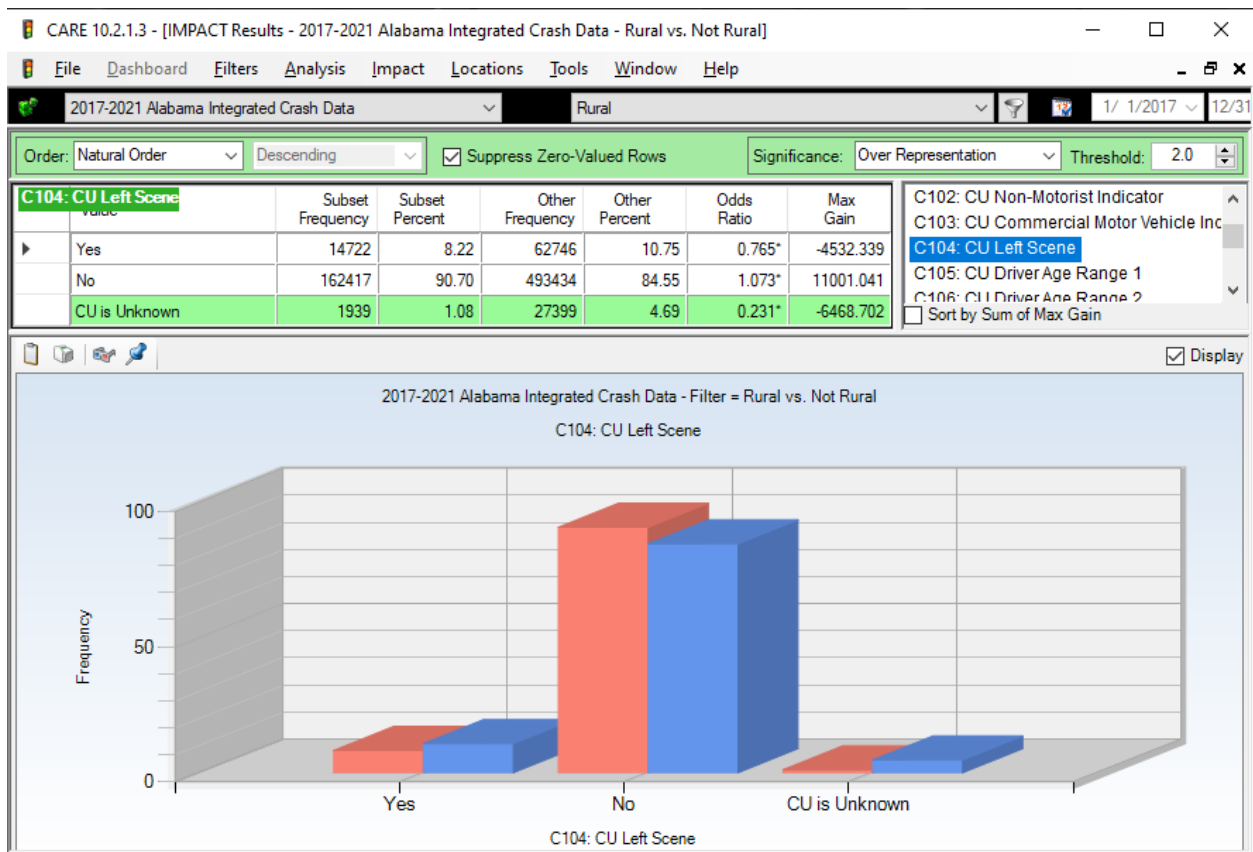 CARE 10.2.1.3 - [IMPACT Results - 2017-2021 Alabama Integrated Crash Data - Rural vs. Not Rural]
File Dashboard Filters Analysis Impact Locations Tools Window Help
2017-2021 Alabama Integrated Crash Data Rural 1/ 1/2017 12/31
Order: Natural Order Descending Suppress Zero-Valued Rows Significance: Over Representation Threshold: 2.0
C104: CU Left Scene
Subset Frequency Subset Percent Other Frequency Other Percent Odds Ratio Max Gain
Yes 14722 8.22 62746 10.75 0.765* -4532.339
No 162417 90.70 493434 84.55 1.073* 11001.041
CU is Unknown 1939 1.08 27399 4.69 0.231* -6468.702
C102: CU Non-Motorist Indicator
C103: CU Commercial Motor Vehicle Inc
C104: CU Left Scene
C105: CU Driver Age Range 1
C106: CU Driver Age Range 2
Sort by Sum of Max Gain
Display
2017-2021 Alabama Integrated Crash Data - Filter = Rural vs. Not Rural
C104: CU Left Scene
Frequency
100
50
0
Yes No CU is Unknown
C104: CU Left Scene